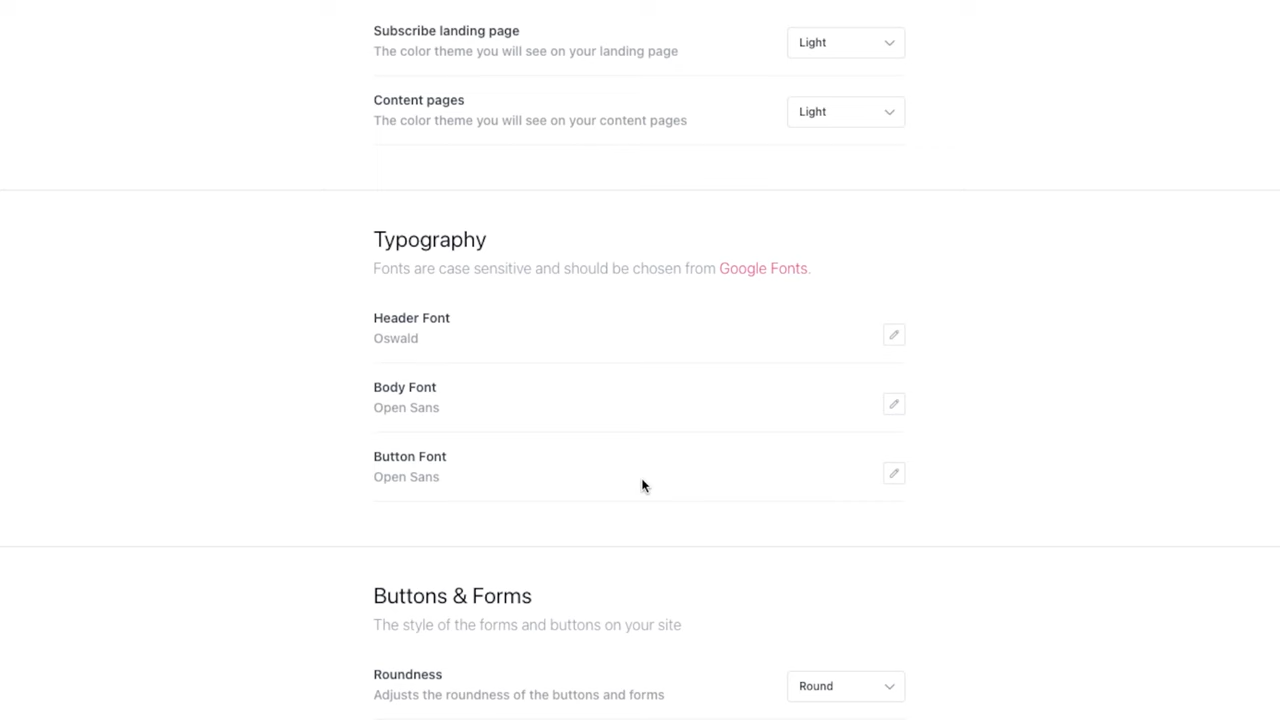 Subscribe landing page
The color theme you will see on your landing page
Light
Content pages
The color theme you will see on your content pages
Light
Typography
Fonts are case sensitive and should be chosen from Google Fonts.
Header Font
Oswald
Body Font
Open Sans
Button Font
Open Sans
Buttons & Forms
The style of the forms and buttons on your site
Roundness
Adjusts the roundness of the buttons and forms
Round